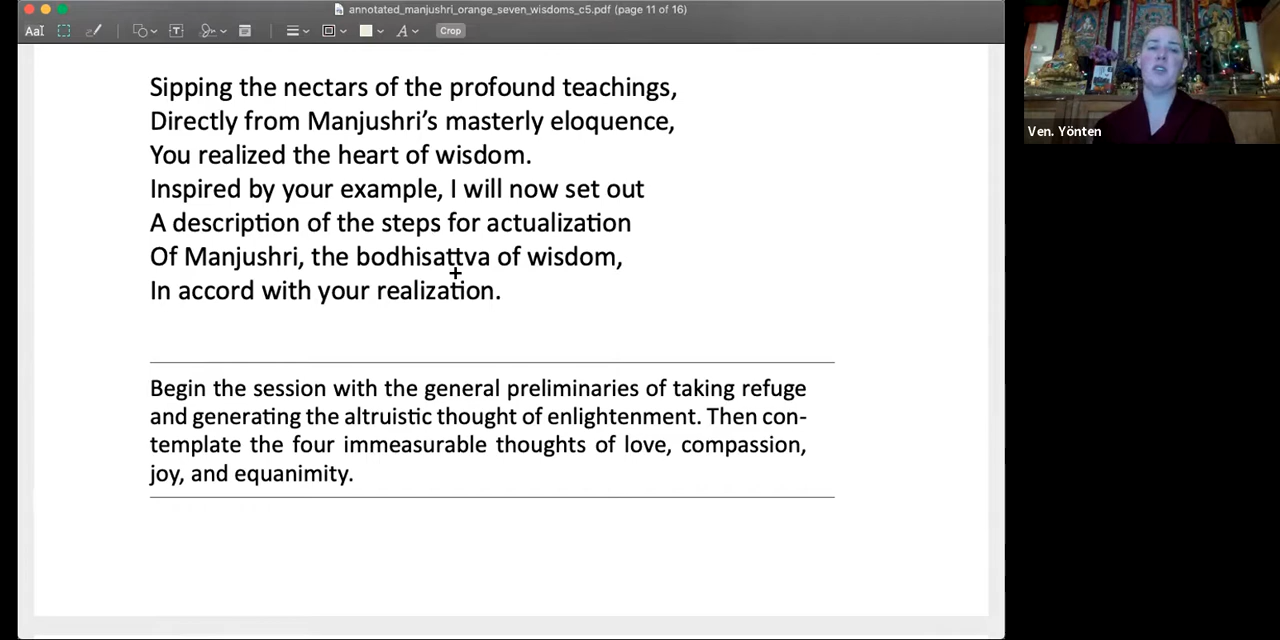 annotated_manjushri_orange_seven_wisdoms_c5.pdf (page 11 of 16)
AaI
T
A
Crop
Sipping the nectars of the profound teachings,
Directly from Manjushri’s masterly eloquence,
You realized the heart of wisdom.
Inspired by your example, I will now set out
A description of the steps for actualization
Of Manjushri, the bodhisattva of wisdom,
In accord with your realization.
Begin the session with the general preliminaries of taking refuge
and generating the altruistic thought of enlightenment. Then con-
template the four immeasurable thoughts of love, compassion,
joy, and equanimity.
Ven. Yönten